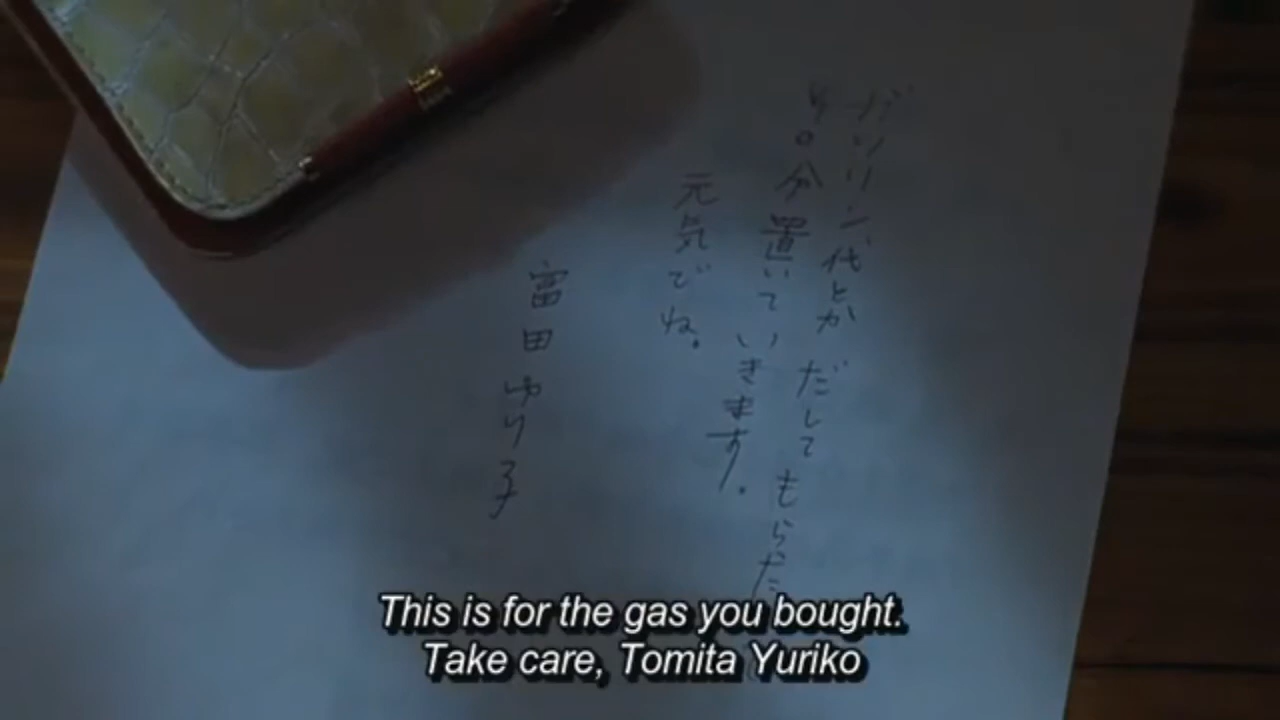 ガソリン代とかだしてもらった
その分置いていきます。
元気でね。
富田ゆり子
This is for the gas you bought.
Take care, Tomita Yuriko